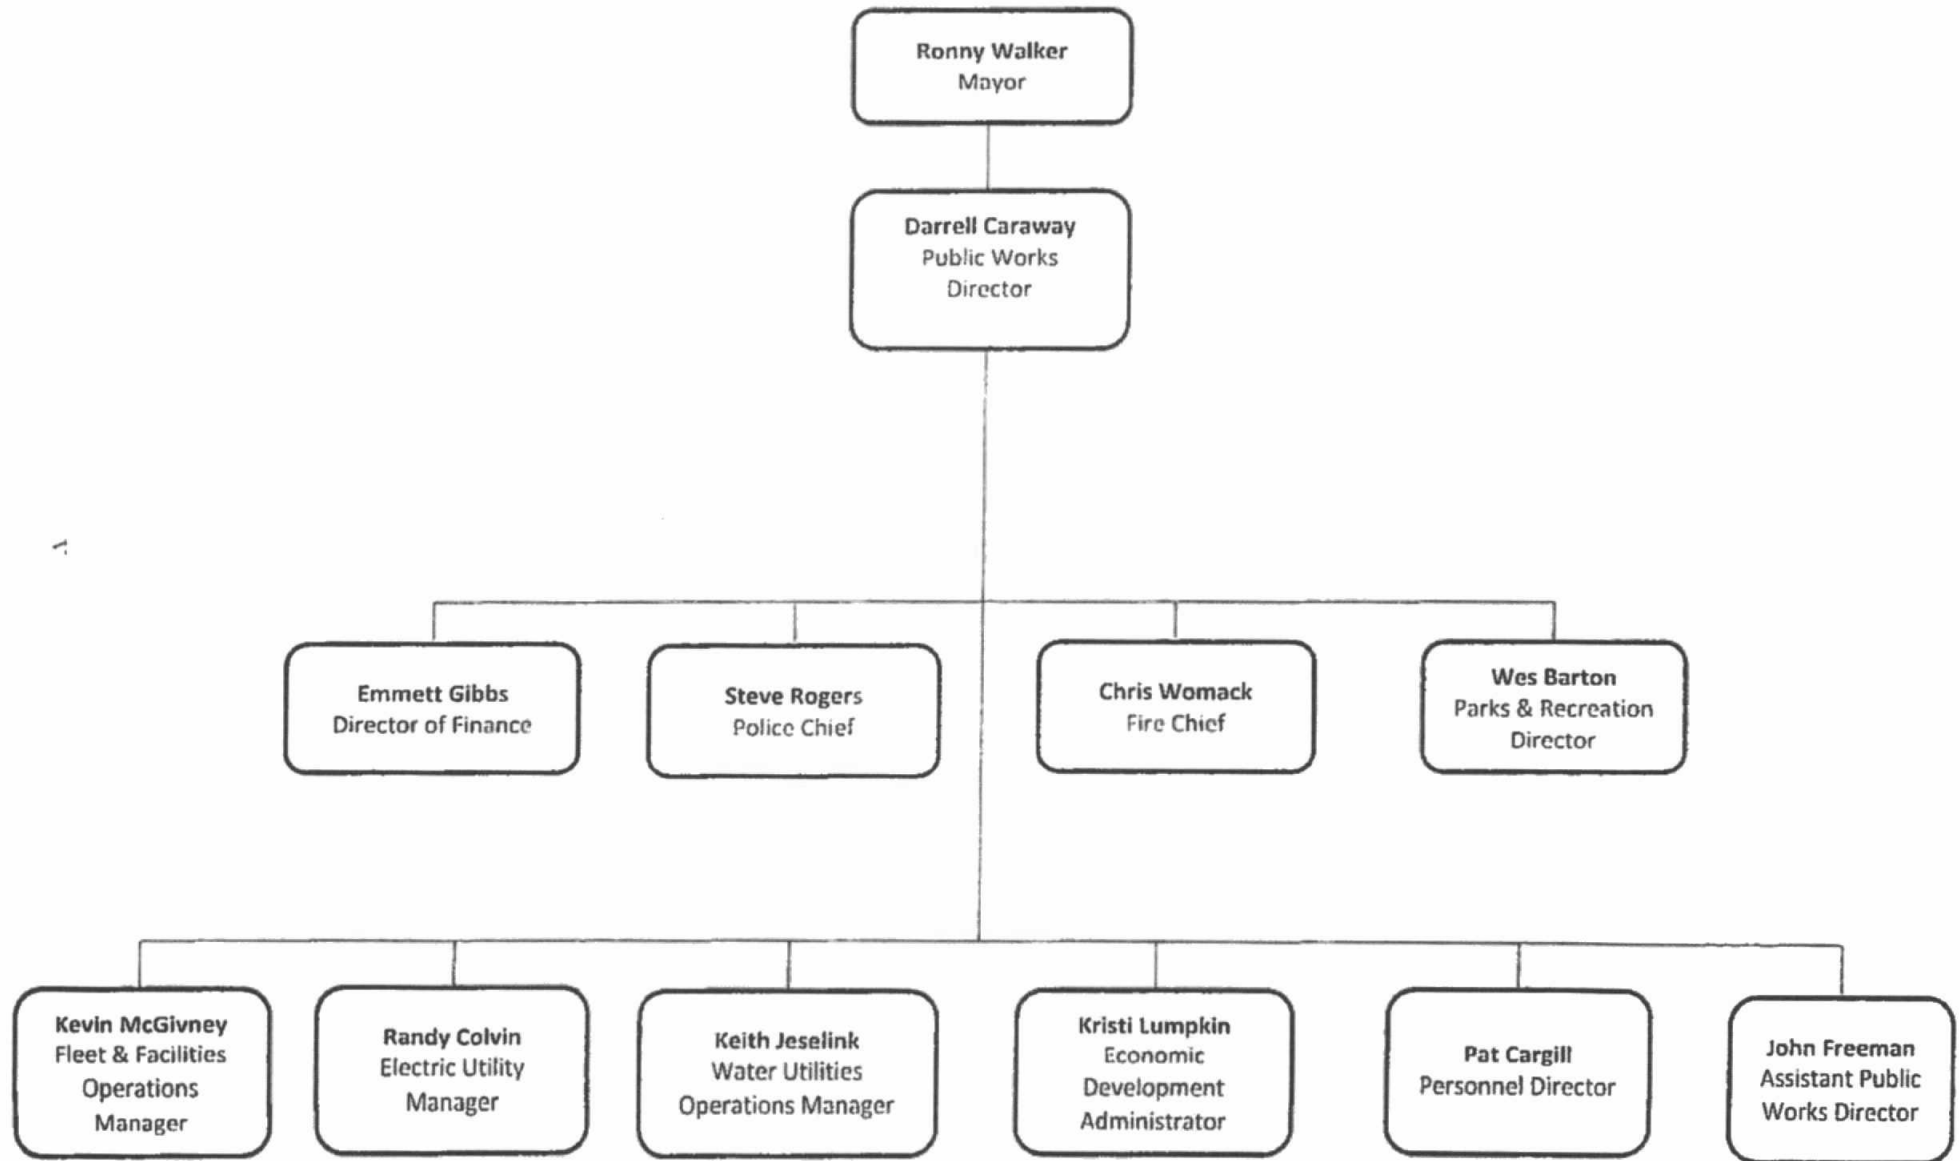 Ronny Walker
Mayor
Darrell Caraway
Public Works
Director
Emmett Gibbs
Director of Finance
Steve Rogers
Police Chief
Chris Womack
Fire Chief
Wes Barton
Parks & Recreation
Director
Kevin McGivney
Fleet & Facilities
Operations
Manager
Randy Colvin
Electric Utility
Manager
Keith Jeselink
Water Utilities
Operations Manager
Kristi Lumpkin
Economic
Development
Administrator
Pat Cargill
Personnel Director
John Freeman
Assistant Public
Works Director